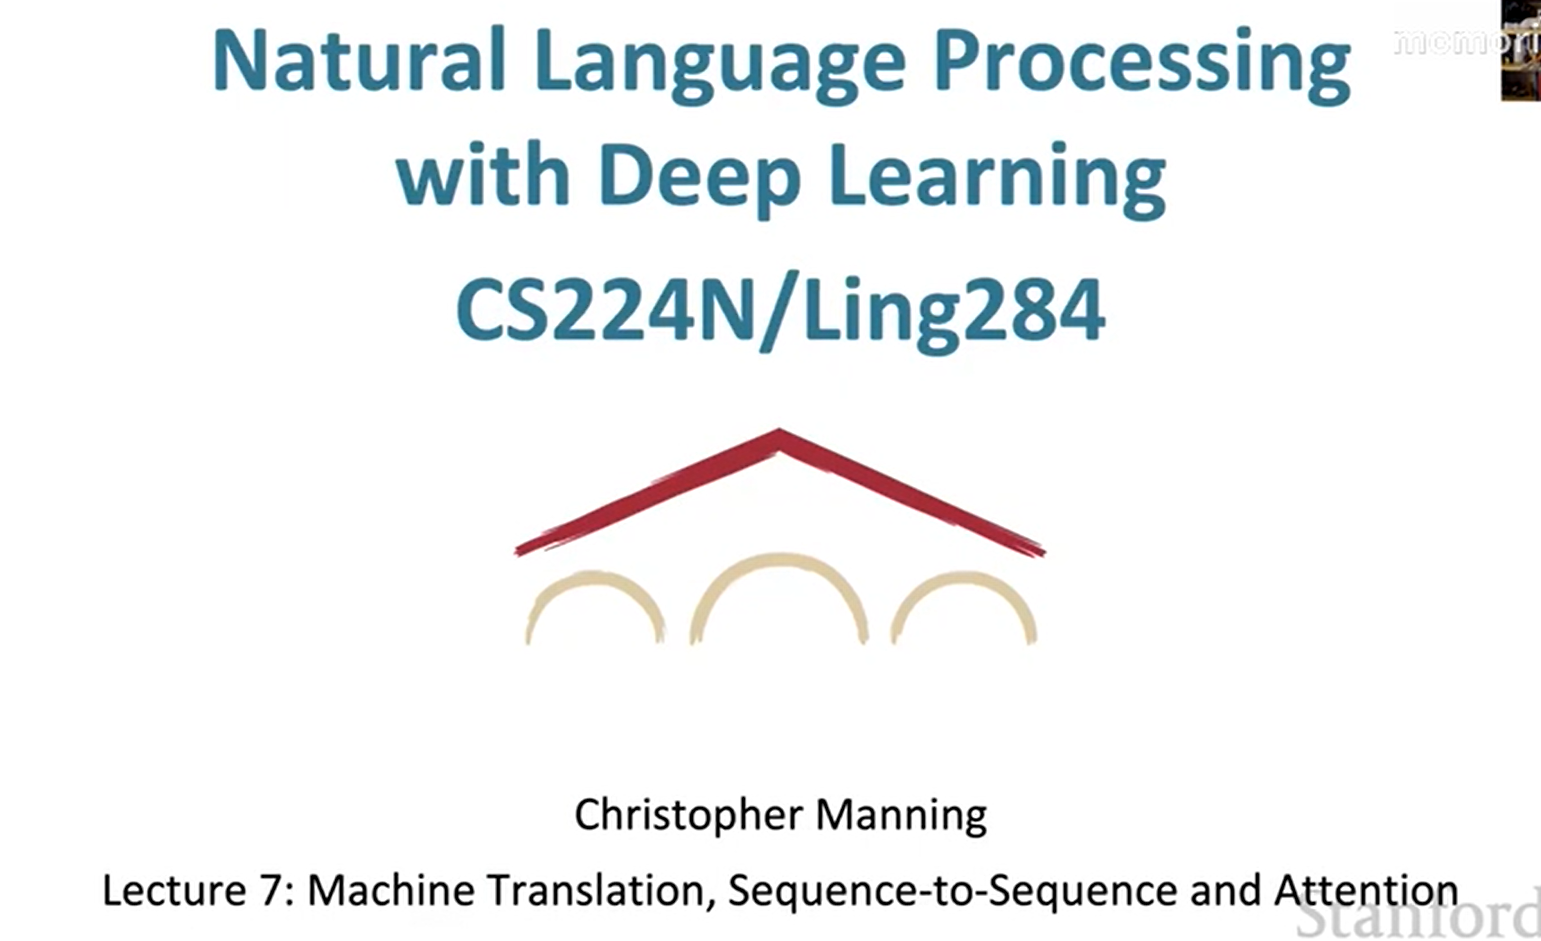 Natural Language Processing
with Deep Learning
CS224N/Ling284
Christopher Manning
Lecture 7: Machine Translation, Sequence-to-Sequence and Attention
Stanford